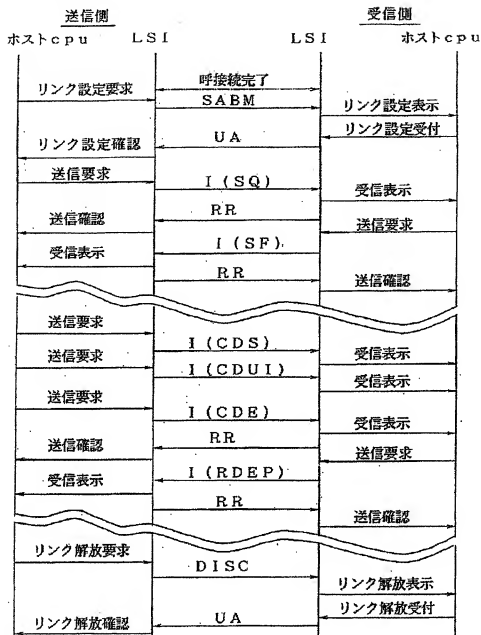 送信側 受信側
ホストcpu LSI LSI ホストcpu
呼接続完了
リンク設定要求
SABM
リンク設定表示
リンク設定受付
UA
リンク設定確認
送信要求
I(SQ)
受信表示
RR
送信確認
送信要求
I(SF)
受信表示
RR
送信確認
送信要求
I(CDS)
送信要求
受信表示
I(CDUI)
受信表示
送信要求
I(CDE)
受信表示
RR
送信確認
送信要求
I(RDEP)
受信表示
RR
送信確認
リンク解放要求
DISC
リンク解放表示
リンク解放受付
UA
リンク解放確認